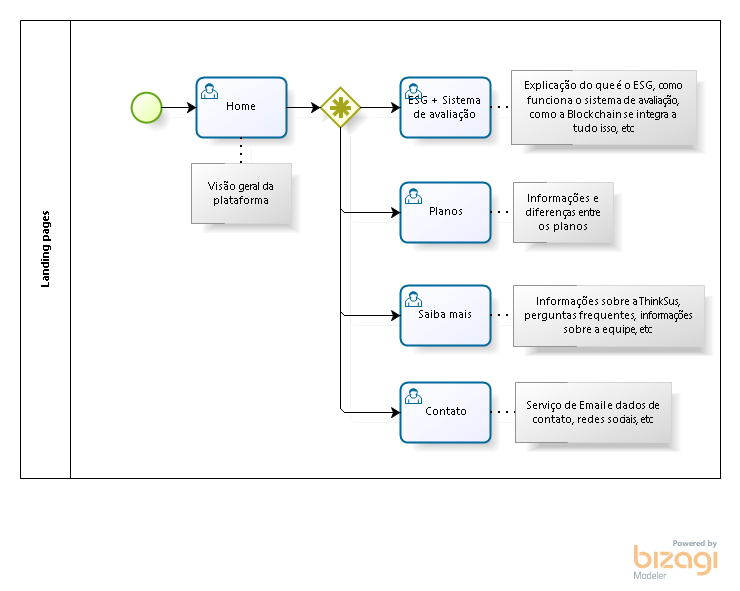 Landing pages
Home
Visão geral da
plataforma
ESG + Sistema
de avaliação
Explicação do que é o ESG, como
funciona o sistema de avaliação,
como a Blockchain se integra a
tudo isso, etc
Planos
Informações e
diferenças entre
os planos
Saiba mais
Informações sobre a ThinkSus,
perguntas frequentes, informações
sobre a equipe, etc
Contato
Serviço de Email e dados de
contato, redes sociais, etc
Powered by
bizagi
Modeler